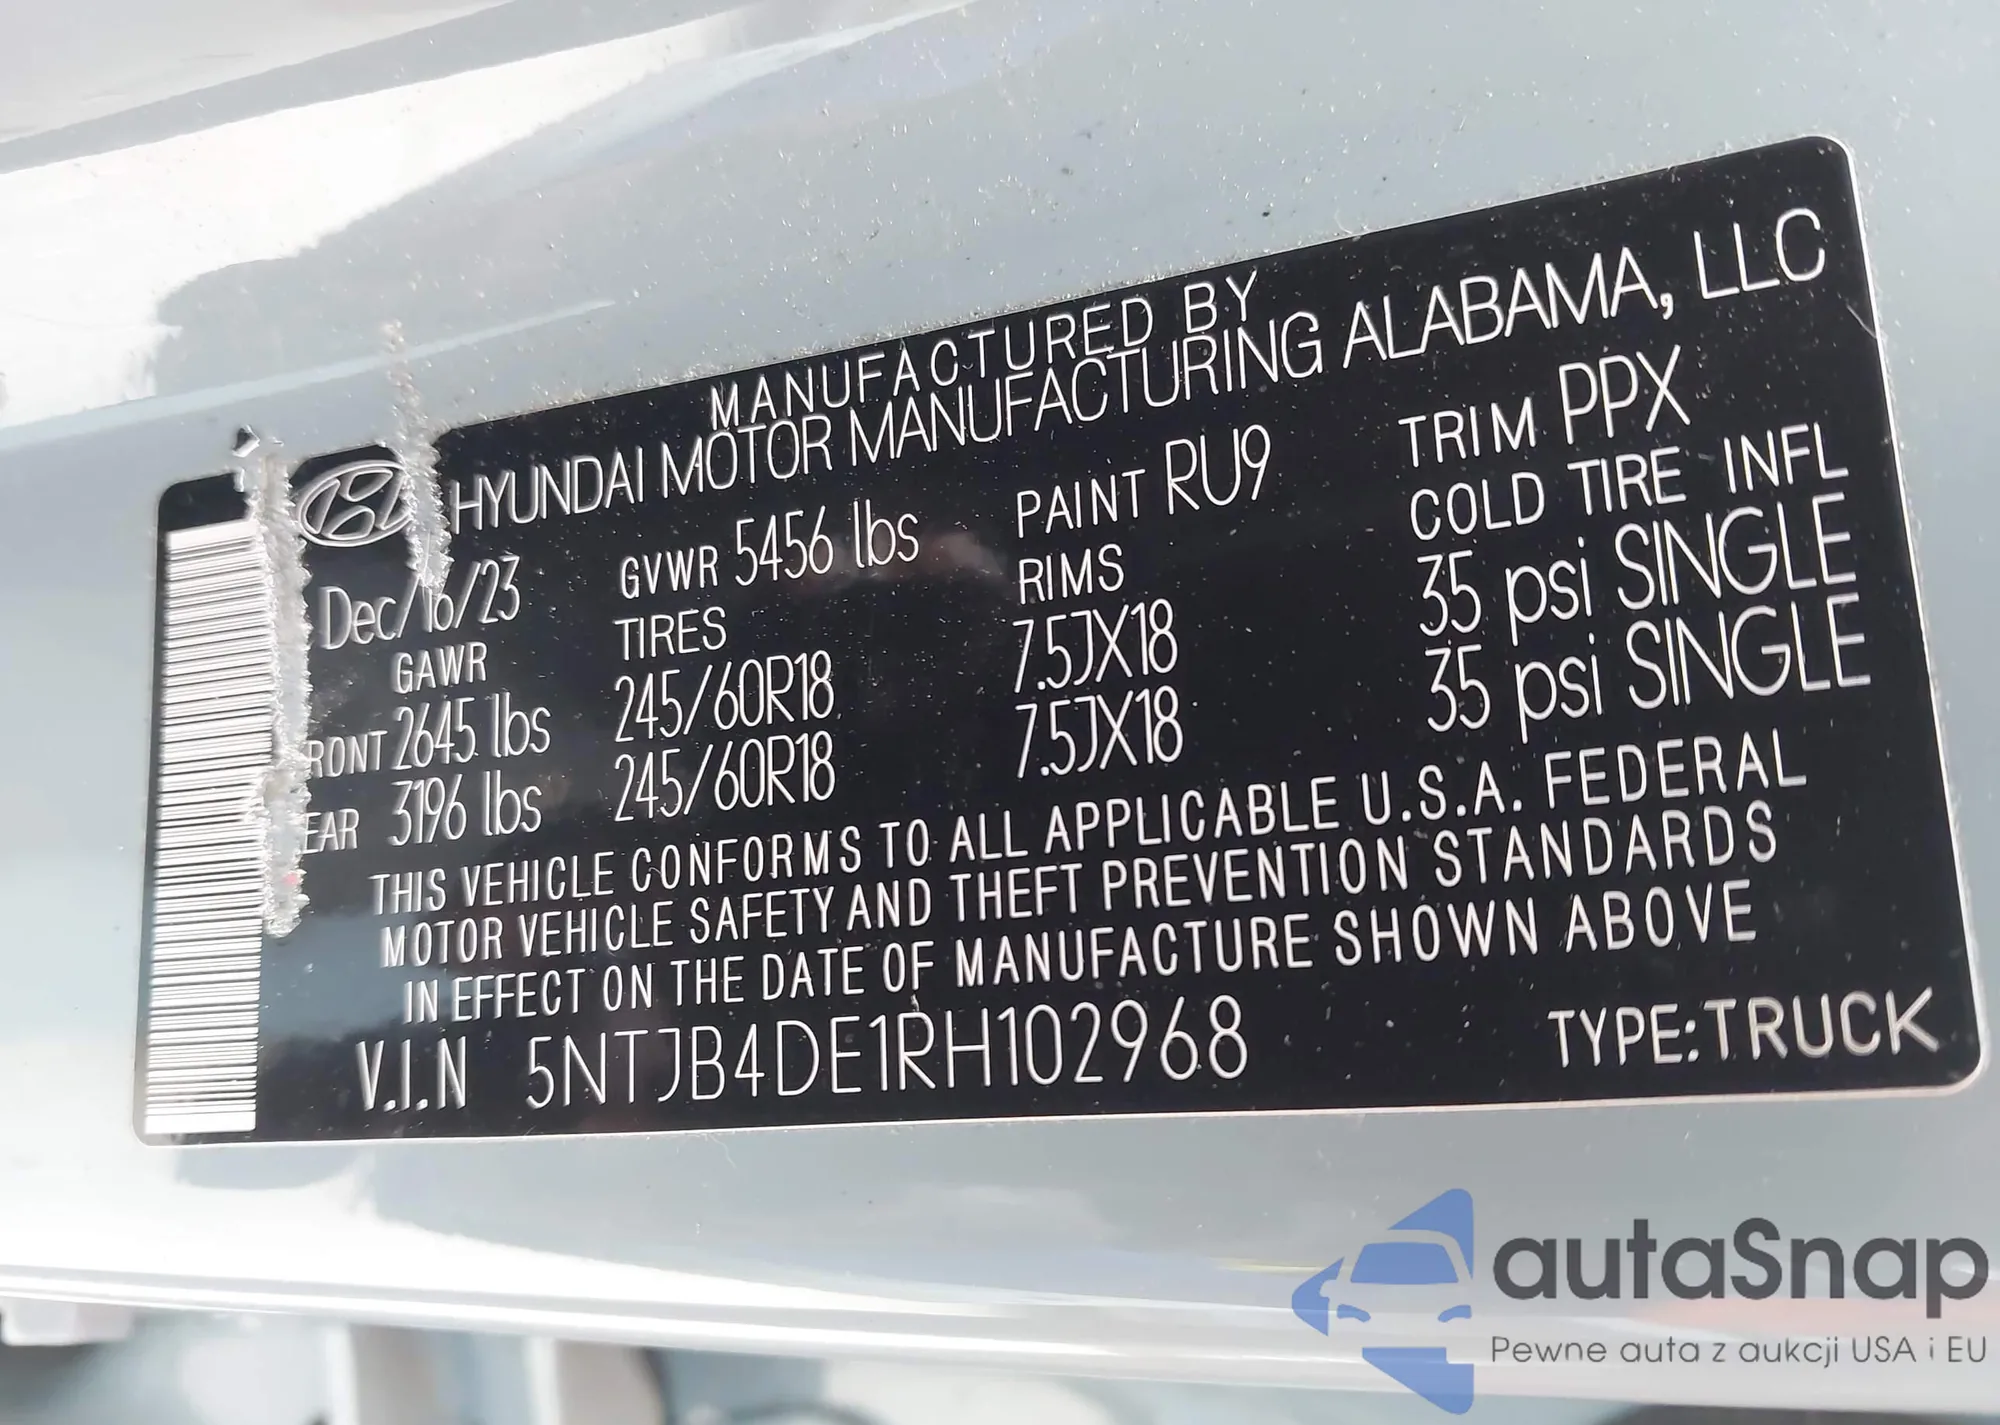 MANUFACTURED BY
HYUNDAI MOTOR MANUFACTURING ALABAMA, LLC
Dec/16/23 GVWR 5456 lbs PAINT RU9 TRIM PPX
GAWR TIRES RIMS COLD TIRE INFL
RONT 2645 lbs 245/60R18 7.5JX18 35 psi SINGLE
EAR 3196 lbs 245/60R18 7.5JX18 35 psi SINGLE
THIS VEHICLE CONFORMS TO ALL APPLICABLE U.S.A. FEDERAL
MOTOR VEHICLE SAFETY AND THEFT PREVENTION STANDARDS
IN EFFECT ON THE DATE OF MANUFACTURE SHOWN ABOVE
V.I.N 5NTJB4DE1RH102968 TYPE:TRUCK
autaSnap
Pewne auta z aukcji USA i EU